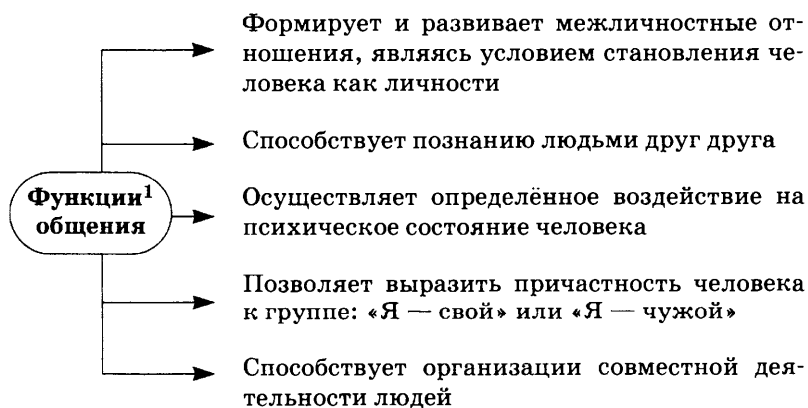 Формирует и развивает межличностные от-
ношения, являясь условием становления че-
ловека как личности
Способствует познанию людьми друг друга
Функции¹
общения
Осуществляет определённое воздействие на
психическое состояние человека
Позволяет выразить причастность человека
к группе: «Я — свой» или «Я — чужой»
Способствует организации совместной дея-
тельности людей